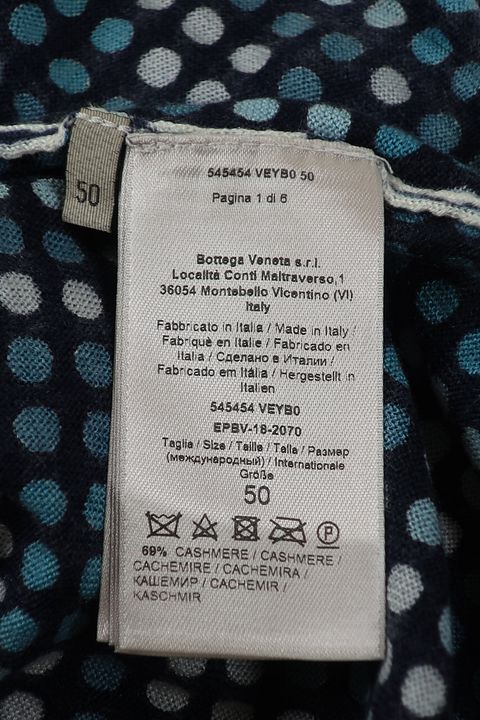 50
545454 VEYB0 50
Pagina 1 di 6
Bottega Veneta s.r.l.
Località Conti Maltraverso,1
36054 Montebello Vicentino (VI)
Italy
Fabbricato in Italia / Made in Italy /
Fabriqué en Italie / Fabricado en
Italia / Сделано в Италии /
Fabricado em Itália / Hergestellt in
Italien
545454 VEYB0
EPBV-18-2070
Taglia / Size / Taille / Talla / Размер
(международный) / Internationale
Größe
50
P
69% CASHMERE / CASHMERE /
CACHEMIRE / CACHEMIRA /
КАШЕМИР / CACHEMIR /
KASCHMIR